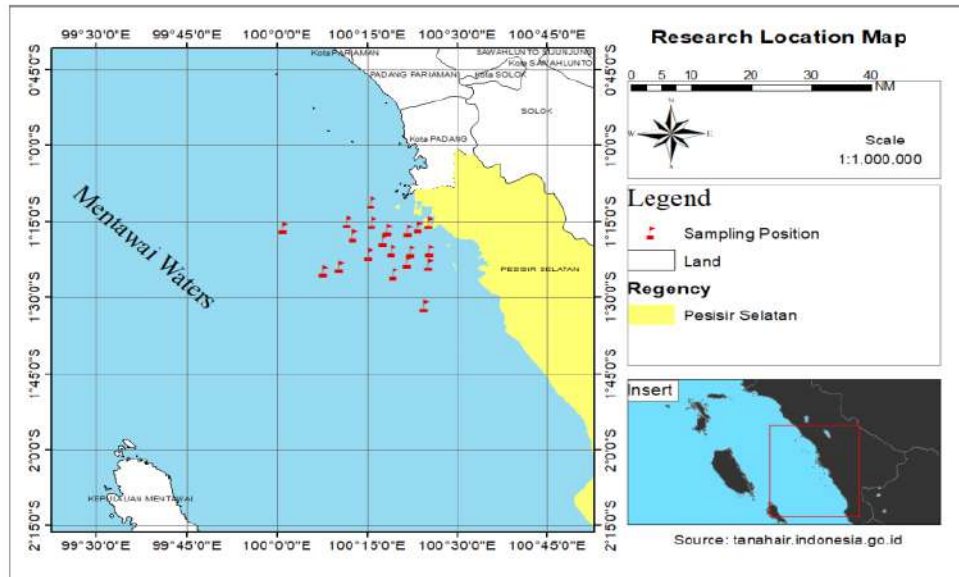 99°30'0"E 99°45'0"E 100°0'0"E 100°15'0"E 100°30'0"E 100°45'0"E
Kota PARIAMAN
SAWAHLUNTO SIJUNJUNG
Kota SAWAHLUNTO
PADANG PARIAMAN
Kota SOLOK
SOLOK
Kota PADANG
PESISIR SELATAN
Mentawai Waters
KEPULAUAN MENTAWAI
0°45'0"S
1°0'0"S
1°15'0"S
1°30'0"S
1°45'0"S
2°0'0"S
2°15'0"S
0°45'0"S
1°0'0"S
1°15'0"S
1°30'0"S
1°45'0"S
2°0'0"S
2°15'0"S
99°30'0"E 99°45'0"E 100°0'0"E 100°15'0"E 100°30'0"E 100°45'0"E
Research Location Map
0 5 10 20 30 40
NM
N
W E
S
Scale
1:1.000.000
Legend
Sampling Position
Land
Regency
Pesisir Selatan
Insert
Source: tanahair.indonesia.go.id